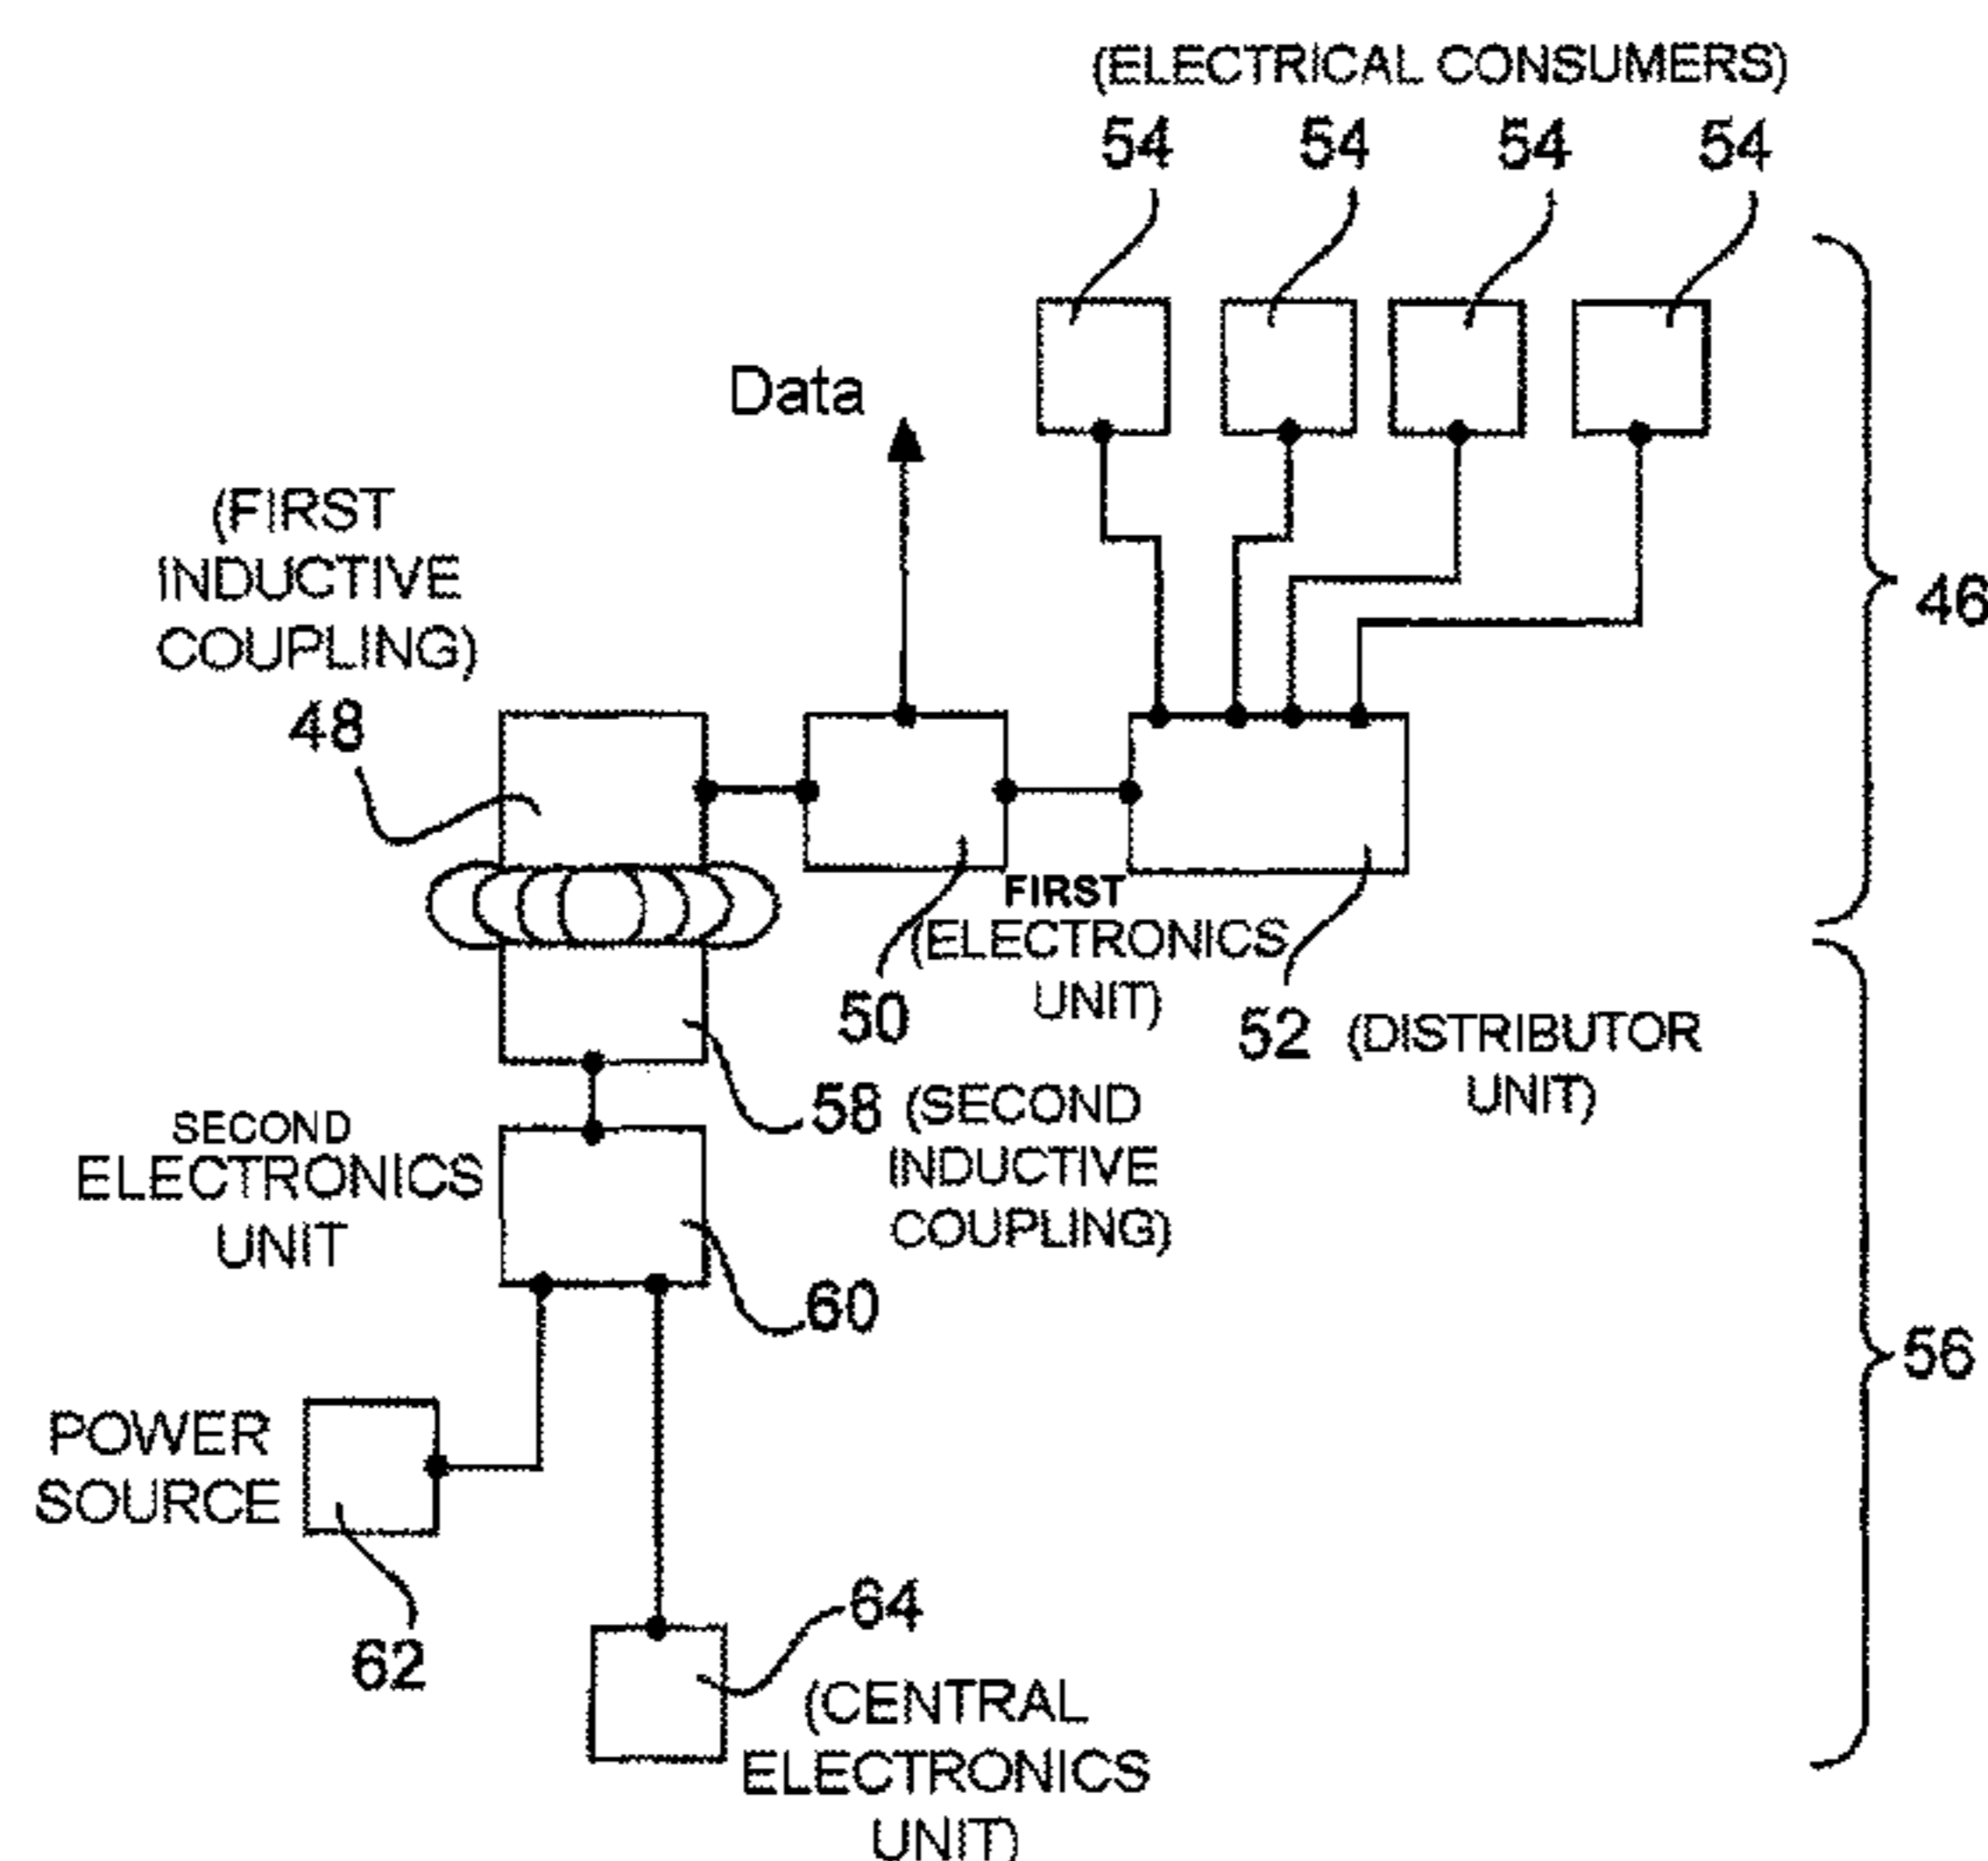 (ELECTRICAL CONSUMERS)
54 54 54 54
Data
(FIRST
INDUCTIVE
COUPLING)
48
46
FIRST
(ELECTRONICS
UNIT)
50
52 (DISTRIBUTOR
UNIT)
58 (SECOND
INDUCTIVE
COUPLING)
SECOND
ELECTRONICS
UNIT
60
56
POWER
SOURCE
62
64
(CENTRAL
ELECTRONICS
UNIT)